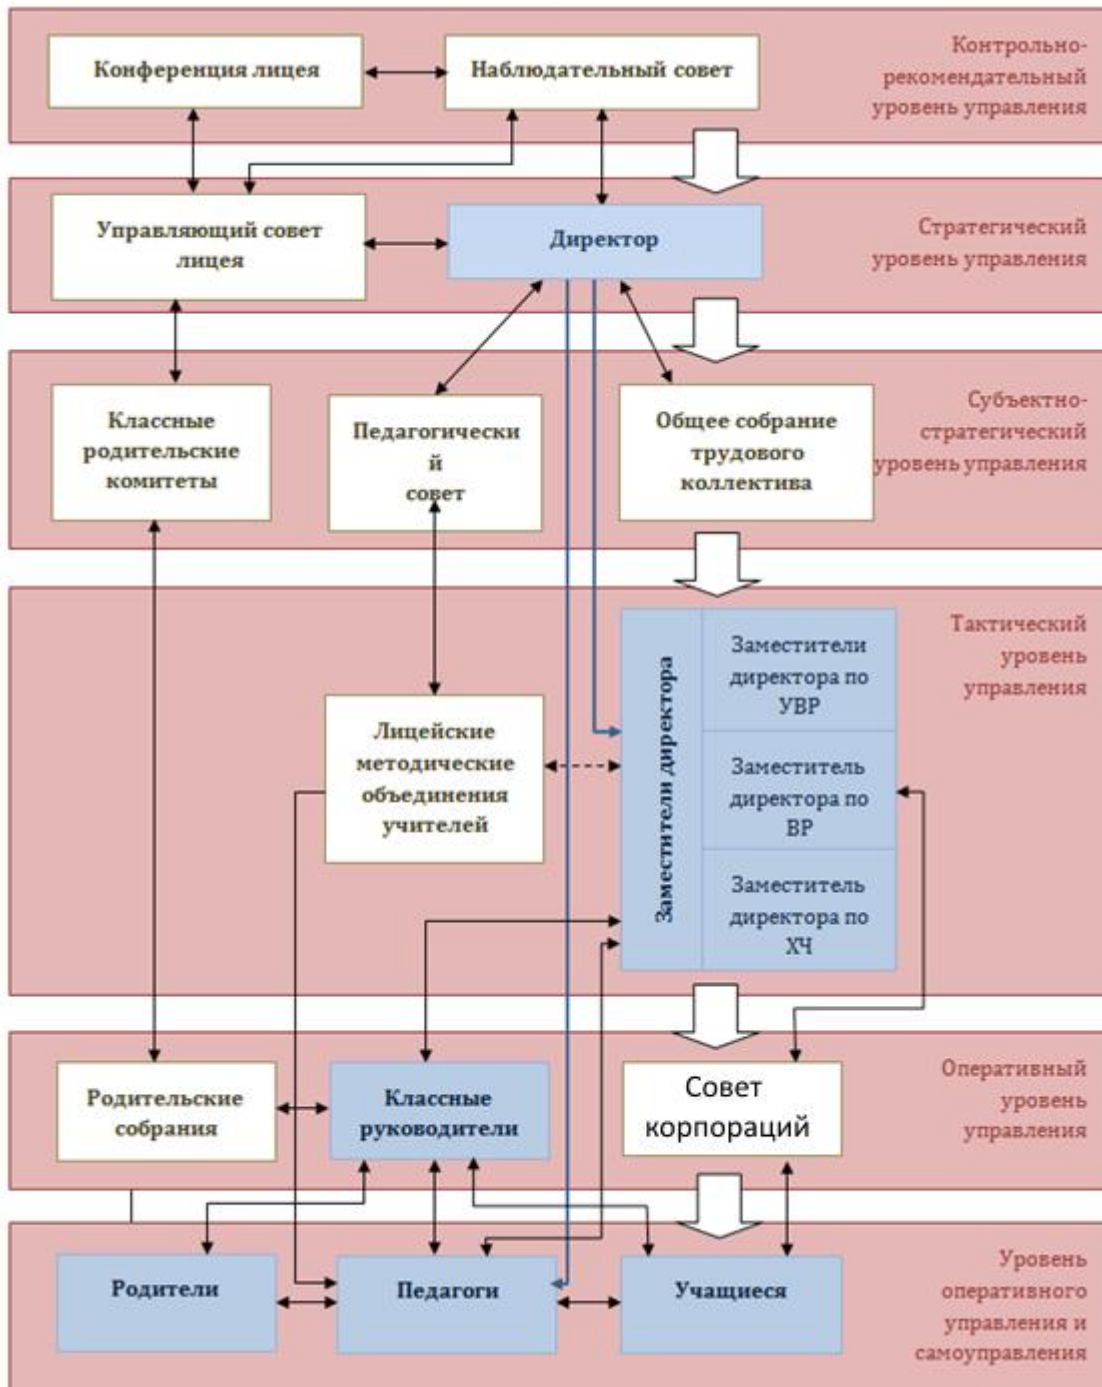 Конференция лицея
Наблюдательный совет
Контрольно-
рекомендательный
уровень управления
Управляющий совет
лицея
Директор
Стратегический
уровень управления
Классные
родительские
комитеты
Педагогически
й
совет
Общее собрание
трудового
коллектива
Субъектно-
стратегический
уровень управления
Лицейские
методические
объединения
учителей
Заместители директора
Заместители
директора по
УВР
Заместитель
директора по
ВР
Заместитель
директора по
ХЧ
Тактический
уровень
управления
Родительские
собрания
Классные
руководители
Совет
корпораций
Оперативный
уровень
управления
Родители
Педагоги
Учащиеся
Уровень
оперативного
управления и
самоуправления